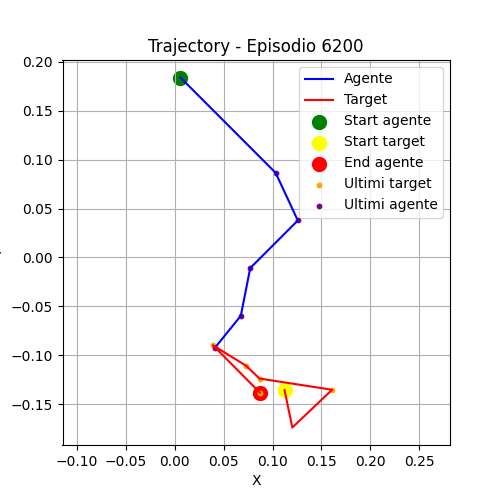 Trajectory - Episodio 6200
Agente
Target
Start agente
Start target
End agente
Ultimi target
Ultimi agente
0.20
0.15
0.10
0.05
0.00
−0.05
−0.10
−0.15
−0.10
−0.05
0.00
0.05
0.10
0.15
0.20
0.25
X